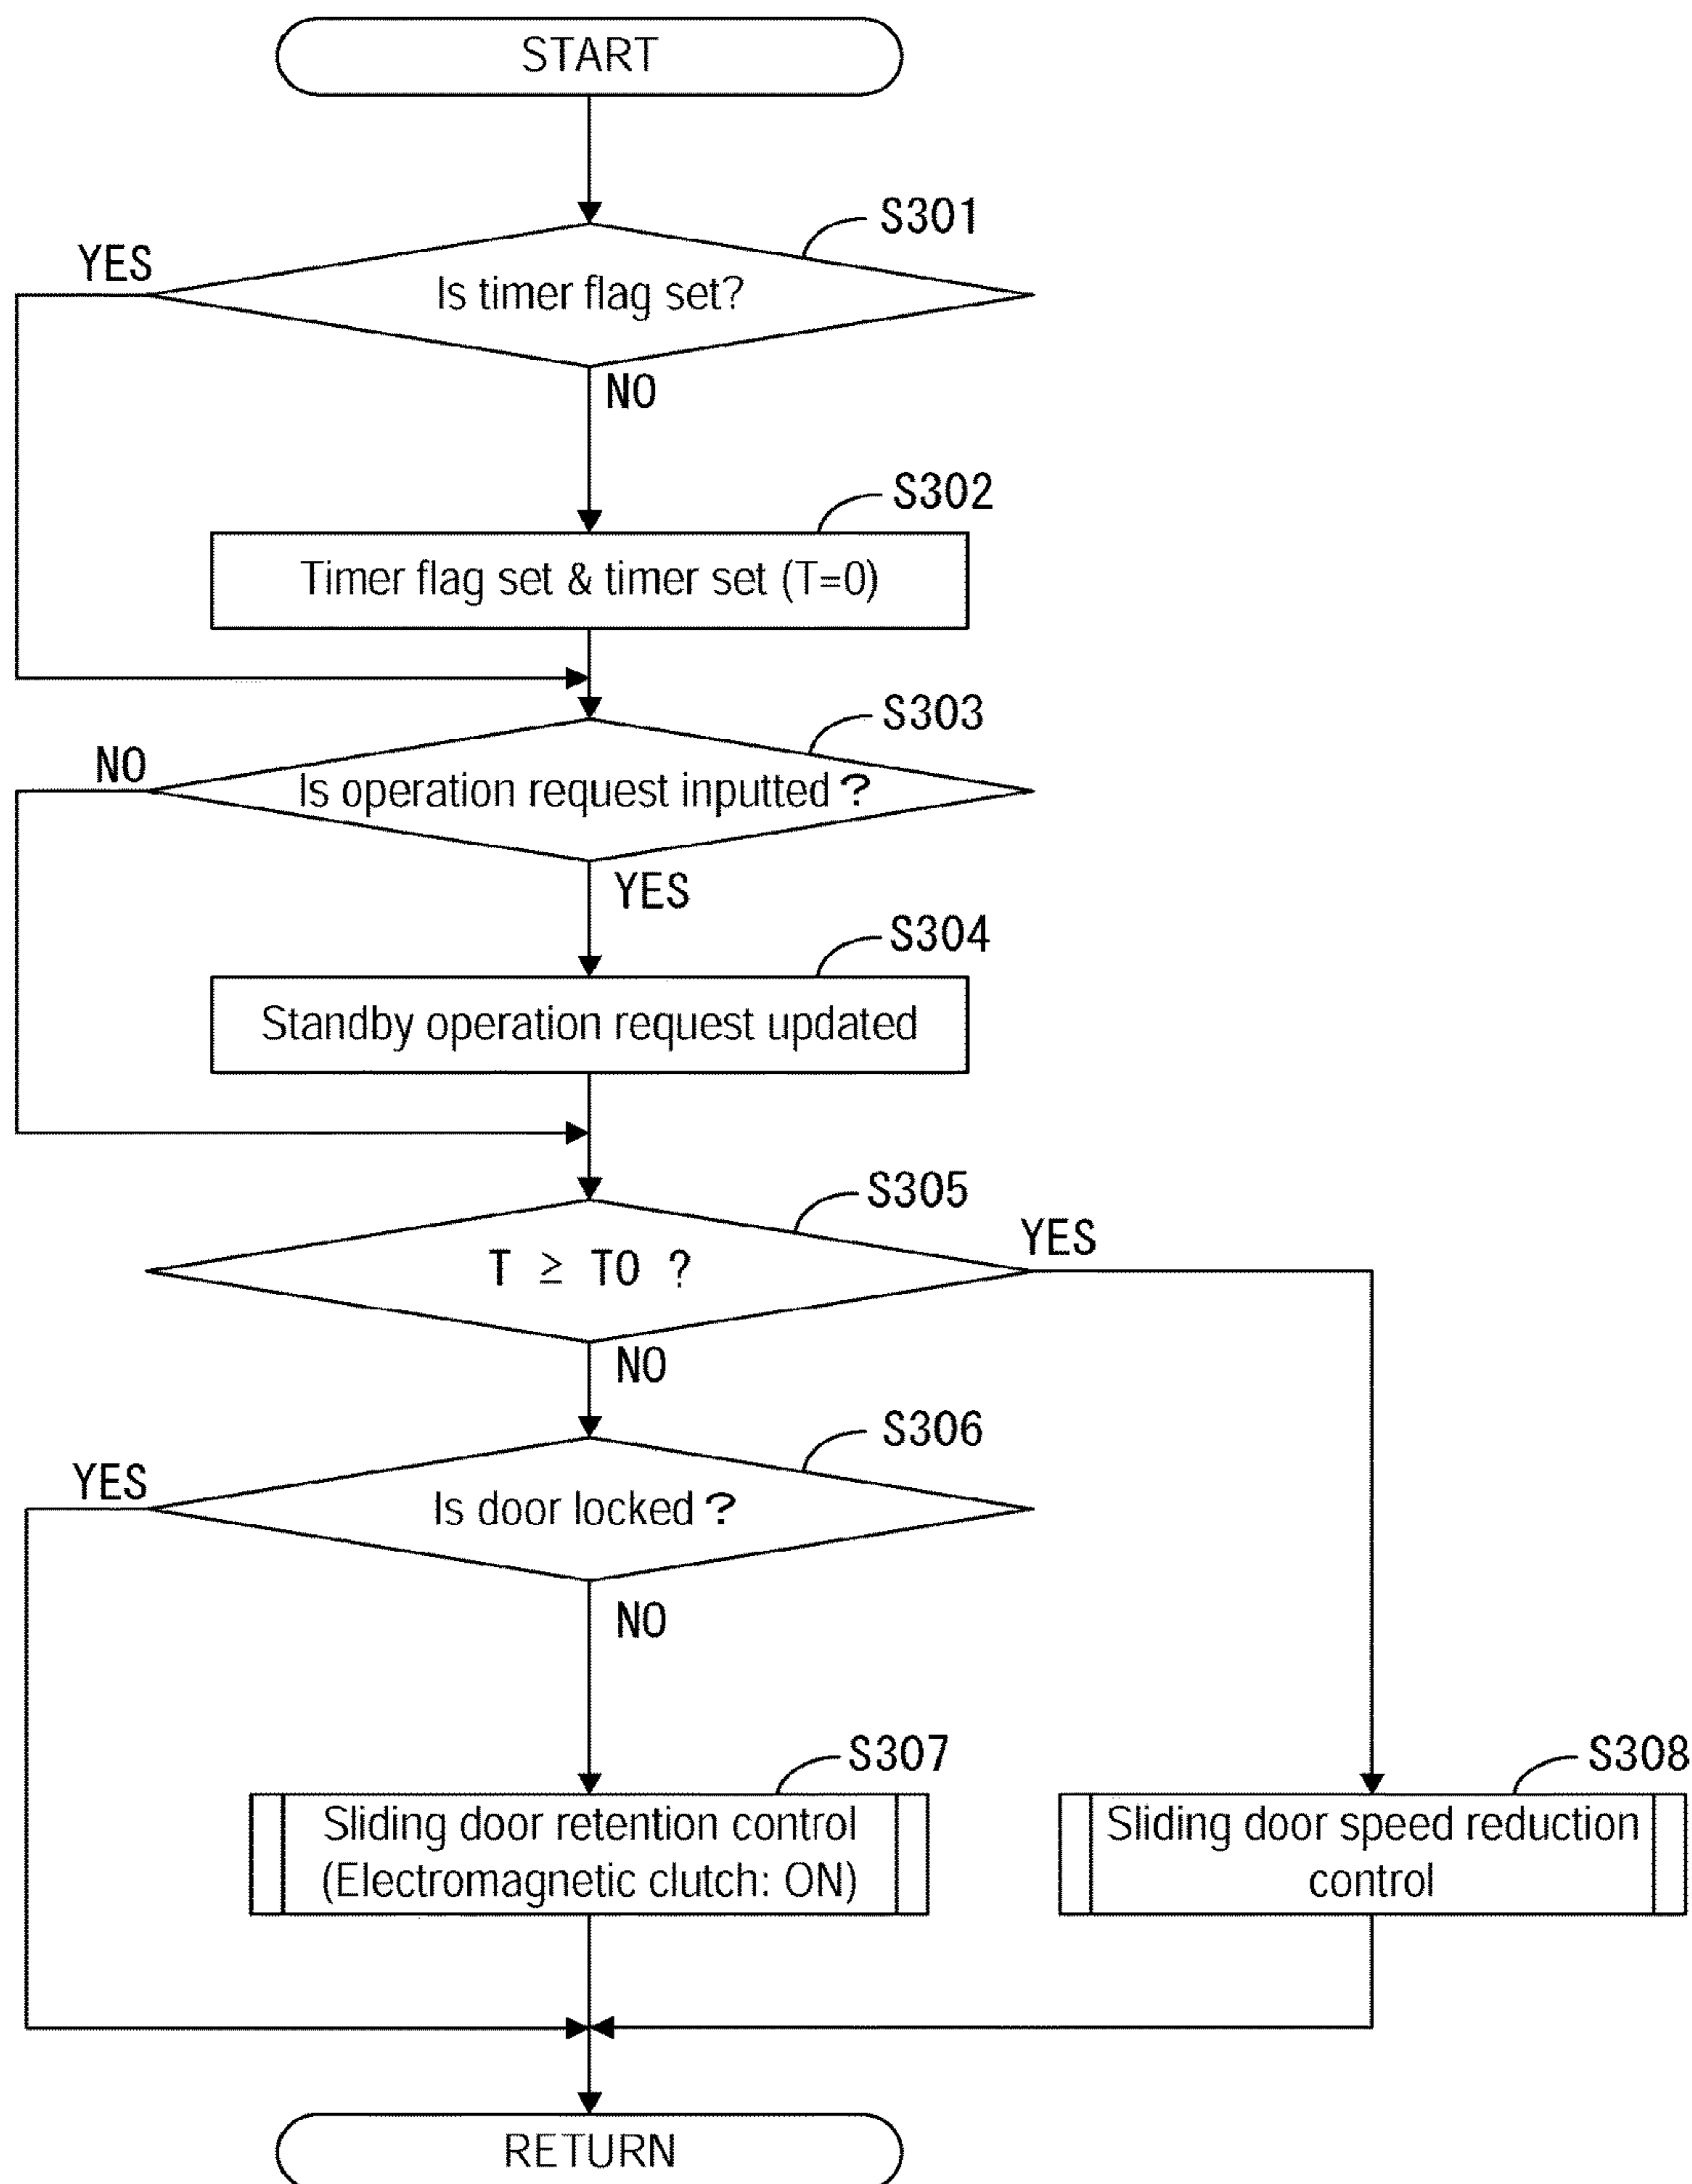 START
S301
YES
Is timer flag set?
NO
S302
Timer flag set & timer set (T=0)
S303
NO
Is operation request inputted ?
YES
S304
Standby operation request updated
S305
YES
T ≥ T0 ?
NO
S306
YES
Is door locked ?
NO
S307
S308
Sliding door retention control
(Electromagnetic clutch: ON)
Sliding door speed reduction
control
RETURN